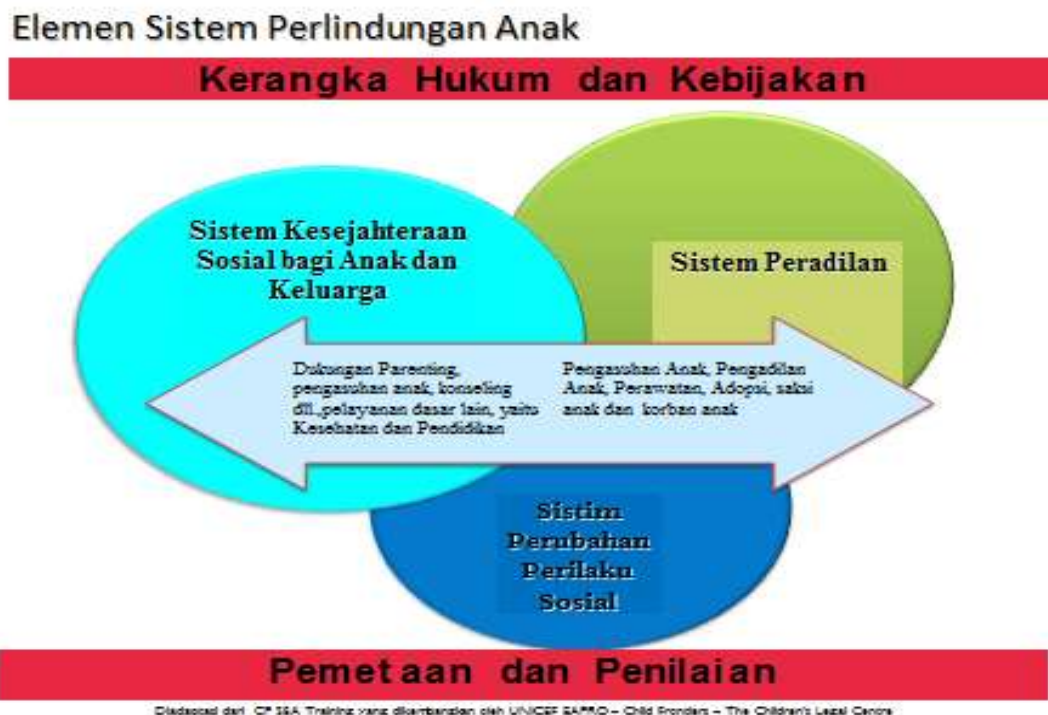 Elemen Sistem Perlindungan Anak
Kerangka Hukum dan Kebijakan
Sistem Kesejahteraan
Sosial bagi Anak dan
Keluarga
Sistem Peradilan
Dukungan Parenting,
pengasuhan anak, konseling
dll.,pelayanan dasar lain, yaitu
Kesehatan dan Pendidikan
Pengasuhan Anak, Pengadilan
Anak, Perawatan, Adopsi, saksi
anak dan korban anak
Sistim
Perubahan
Perilaku
Sosial
Pemetaan dan Penilaian
Diadaptasi dari CP SEA Training yang dikembangkan oleh UNICEF EAPRO – Child Frontiers – The Children's Legal Centre